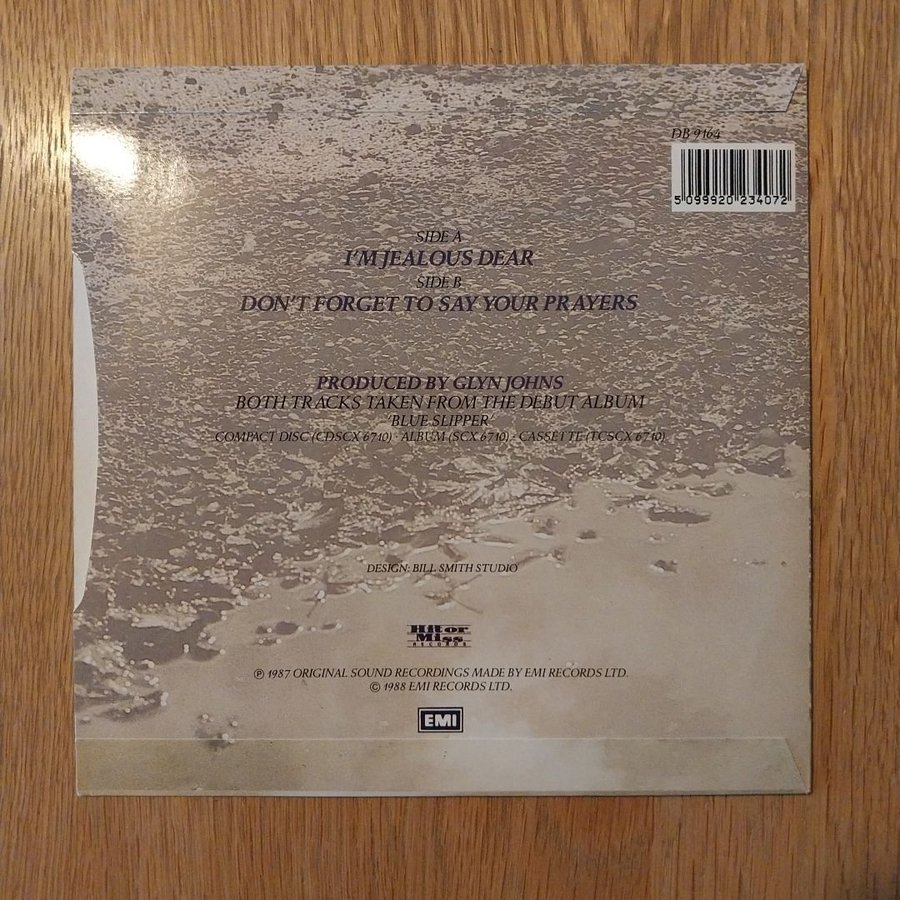 DB 9164
5 099920 234072
SIDE A
I'M JEALOUS DEAR
SIDE B
DON'T FORGET TO SAY YOUR PRAYERS
PRODUCED BY GLYN JOHNS
BOTH TRACKS TAKEN FROM THE DEBUT ALBUM
'BLUE SLIPPER'
COMPACT DISC (CDSCX 6710) · ALBUM (SCX 6710) · CASSETTE (TCSCX 6710)
DESIGN: BILL SMITH STUDIO
Hit or
Miss
RECORDS
℗ 1987 ORIGINAL SOUND RECORDINGS MADE BY EMI RECORDS LTD.
© 1988 EMI RECORDS LTD.
EMI